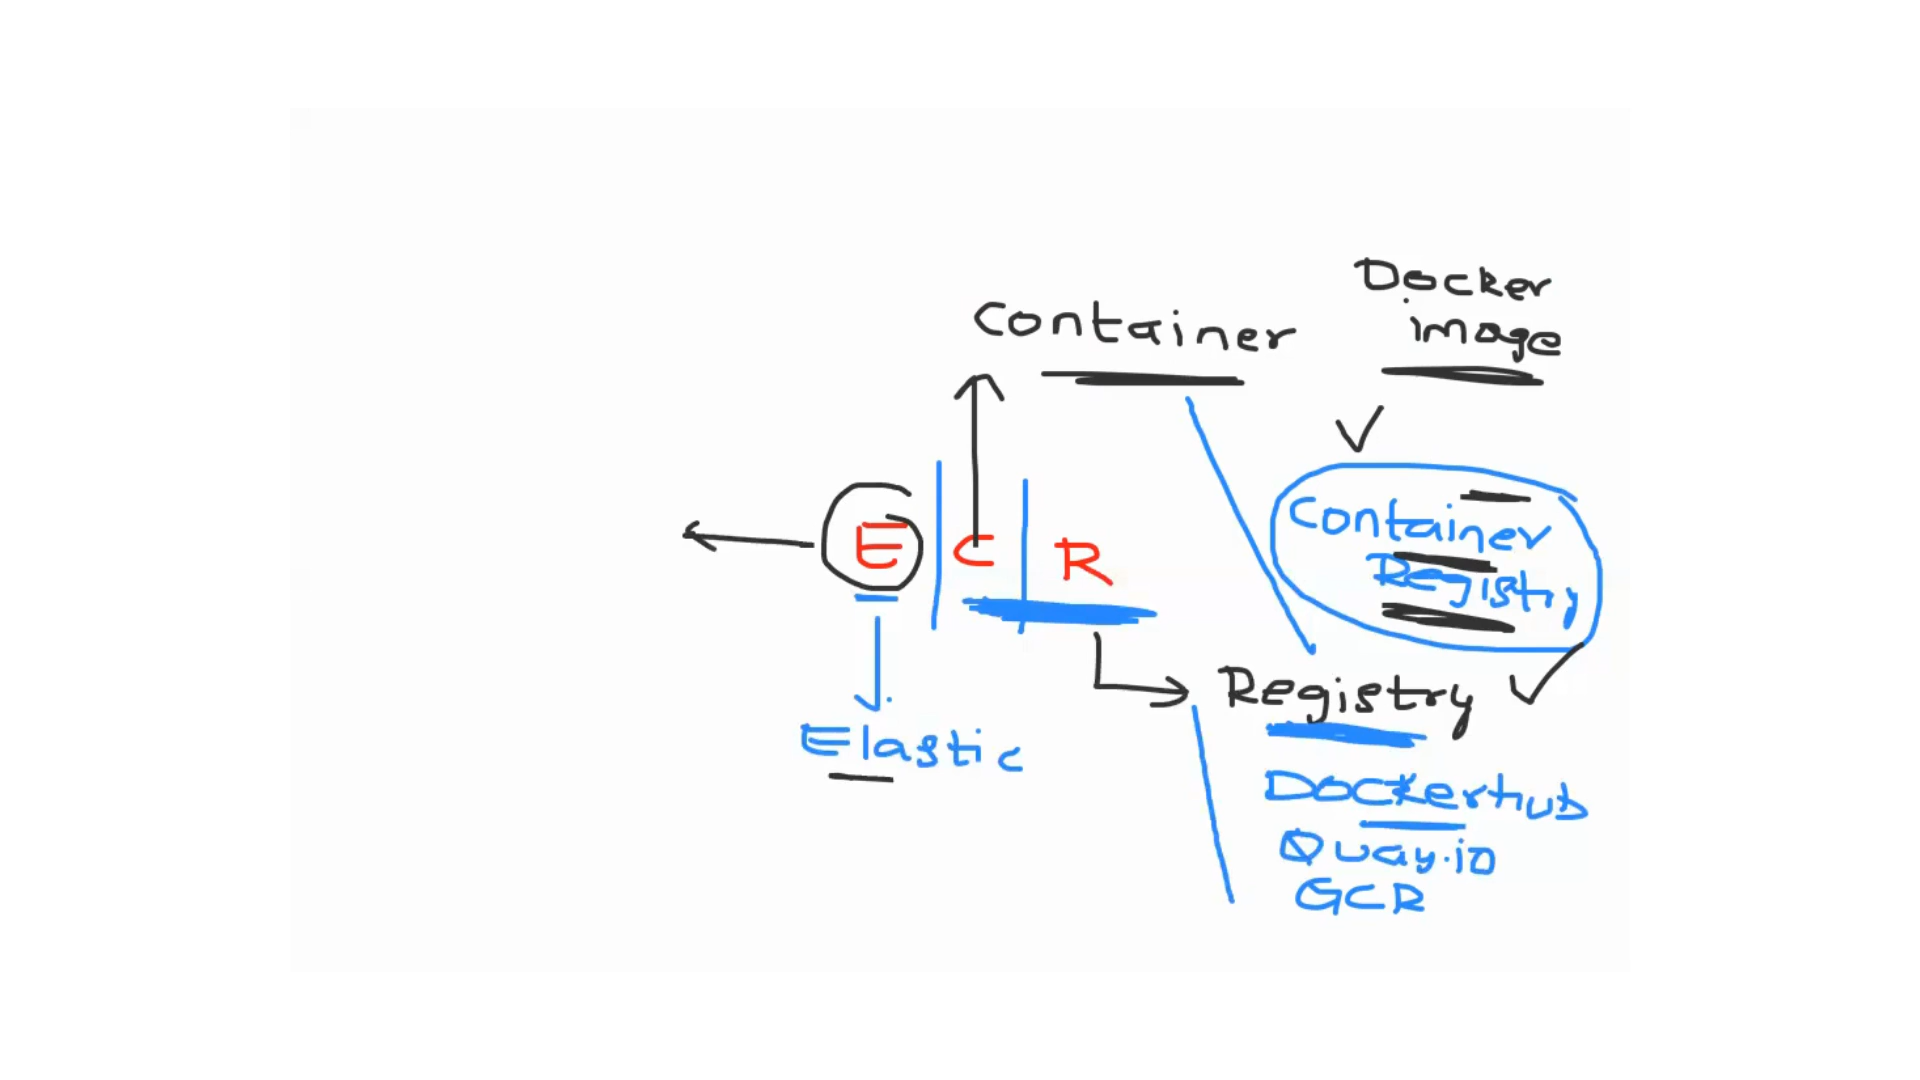 Docker
image
Container
Container
Registry
E C R
Registry
Elastic
Dockerhub
Quay.io
GCR